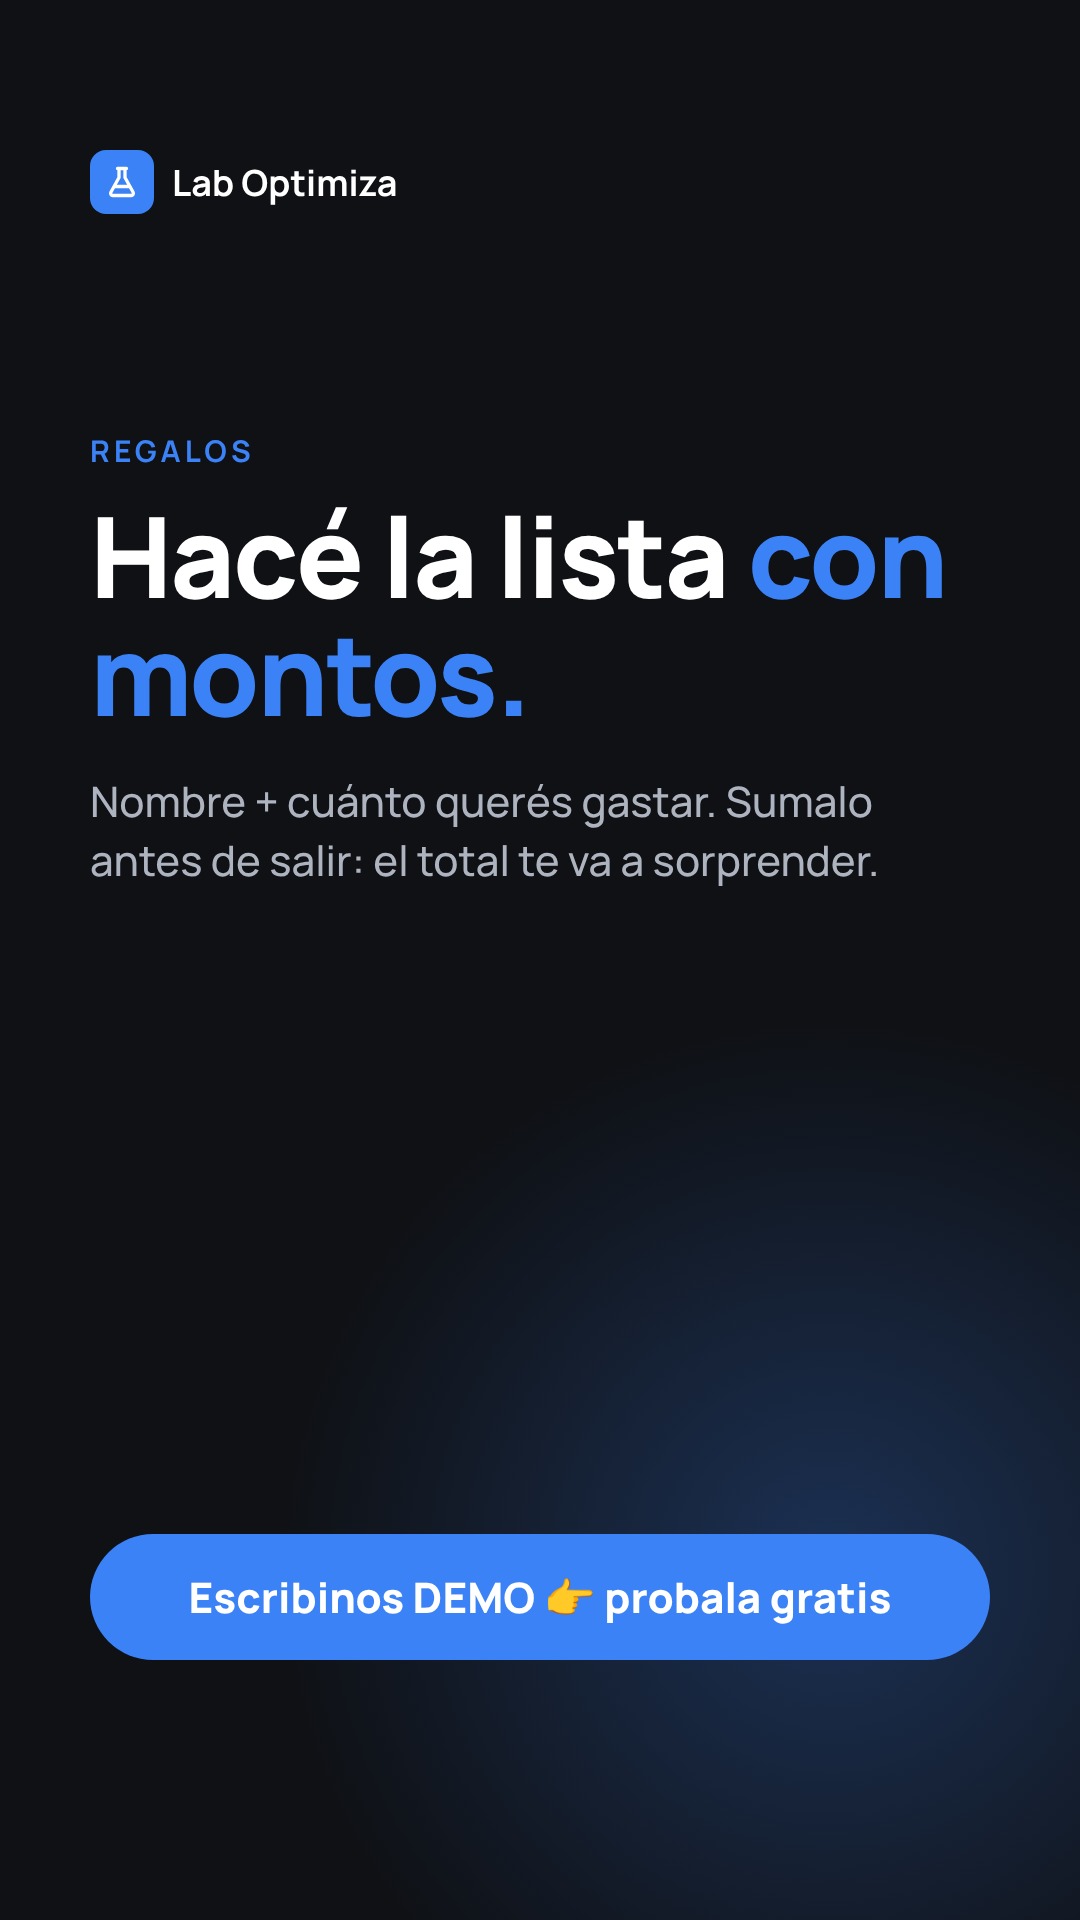 Lab Optimiza
REGALOS
Hacé la lista con
montos.
Nombre + cuánto querés gastar. Sumalo
antes de salir: el total te va a sorprender.
Escribinos DEMO 👉 probala gratis